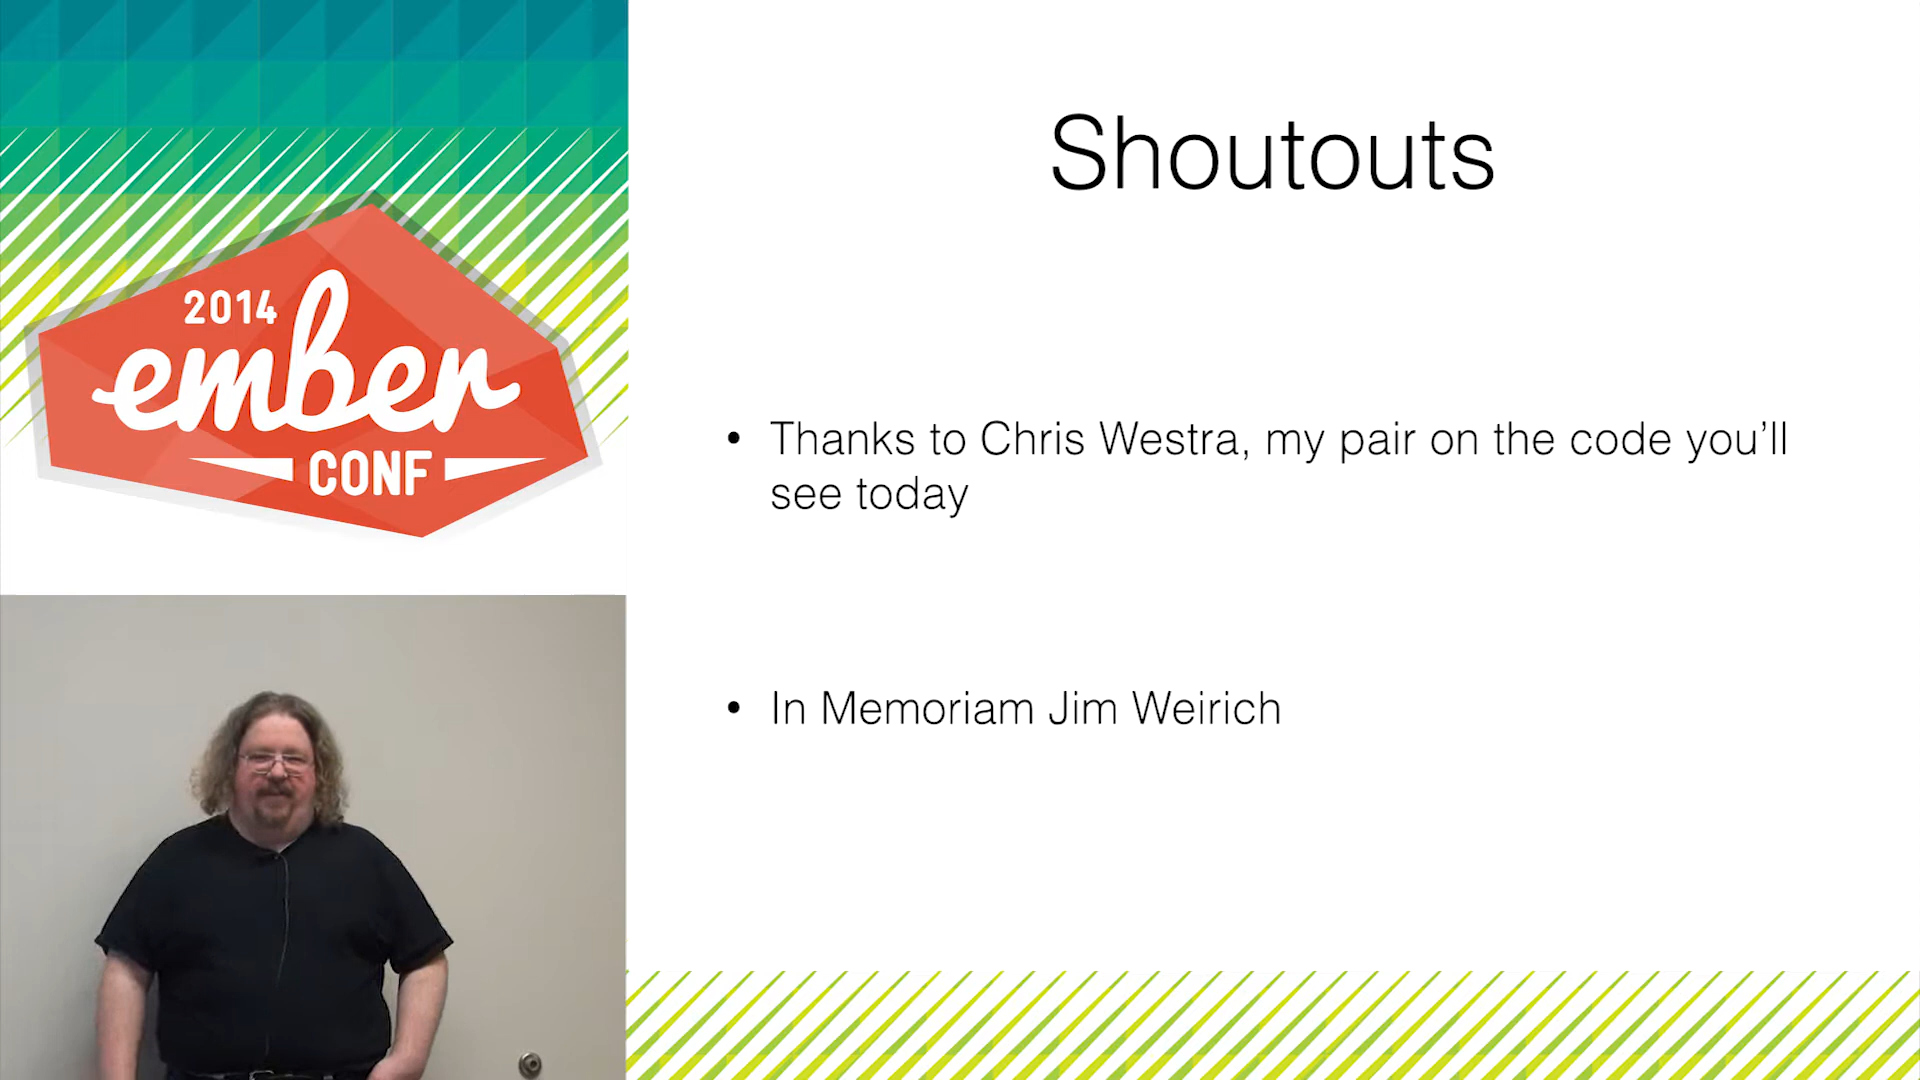 2014
ember
CONF
Shoutouts
• Thanks to Chris Westra, my pair on the code you’ll
see today
• In Memoriam Jim Weirich